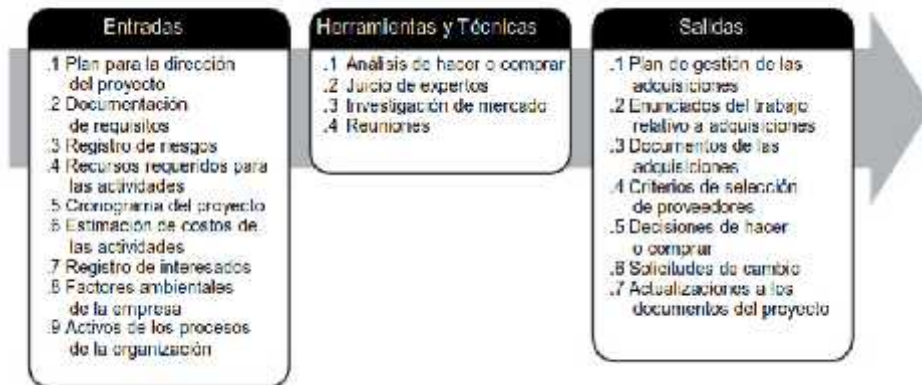 Entradas
.1 Plan para la dirección
del proyecto
.2 Documentación
de requisitos
.3 Registro de riesgos
.4 Recursos requeridos para
las actividades
.5 Cronograma del proyecto
.6 Estimación de costos de
las actividades
.7 Registro de interesados
.8 Factores ambientales
de la empresa
.9 Activos de los procesos
de la organización
Herramientas y Técnicas
.1 Análisis de hacer o comprar
.2 Juicio de expertos
.3 Investigación de mercado
.4 Reuniones
Salidas
.1 Plan de gestión de las
adquisiciones
.2 Enunciados del trabajo
relativo a adquisiciones
.3 Documentos de las
adquisiciones
.4 Criterios de selección
de proveedores
.5 Decisiones de hacer
o comprar
.6 Solicitudes de cambio
.7 Actualizaciones a los
documentos del proyecto